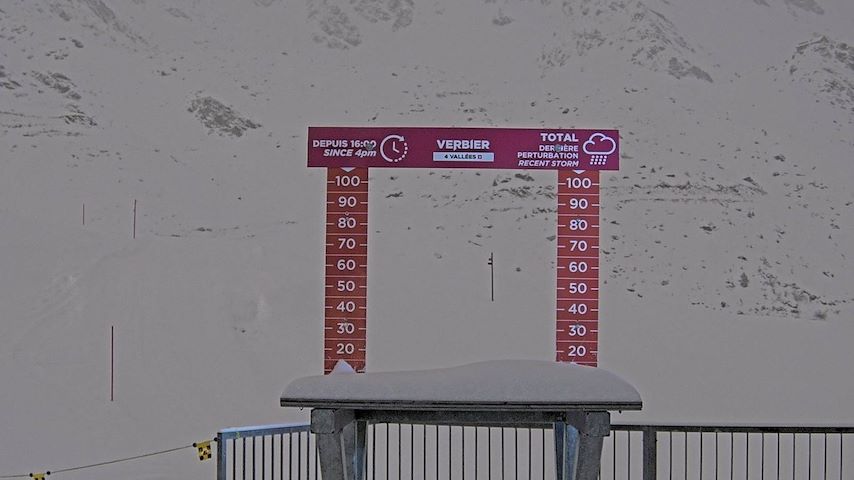 DEPUIS 16:00
SINCE 4pm
VERBIER
4 VALLÉES
TOTAL
DERNIÈRE
PERTURBATION
RECENT STORM
100
90
80
70
60
50
40
30
20
100
90
80
70
60
50
40
30
20